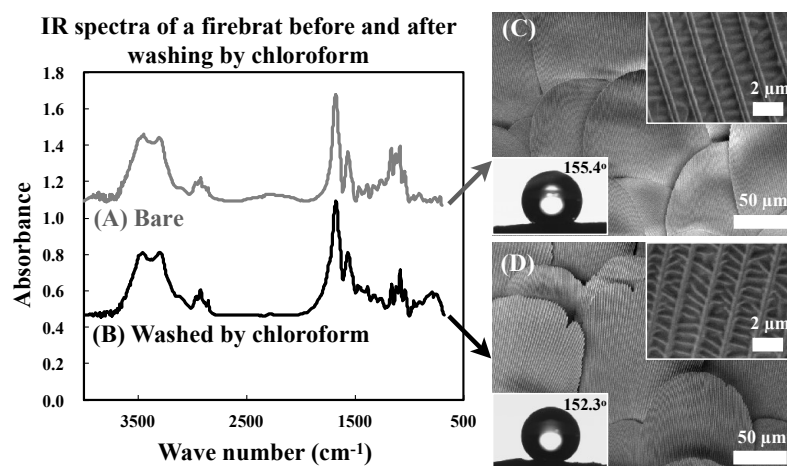 IR spectra of a firebrat before and after
washing by chloroform
1.8
1.6
1.4
1.2
1.0
0.8
0.6
0.4
0.2
0.0
Absorbance
(A) Bare
(B) Washed by chloroform
3500
2500
1500
500
Wave number (cm⁻¹)
(C)
2 μm
155.4°
50 μm
(D)
2 μm
152.3°
50 μm